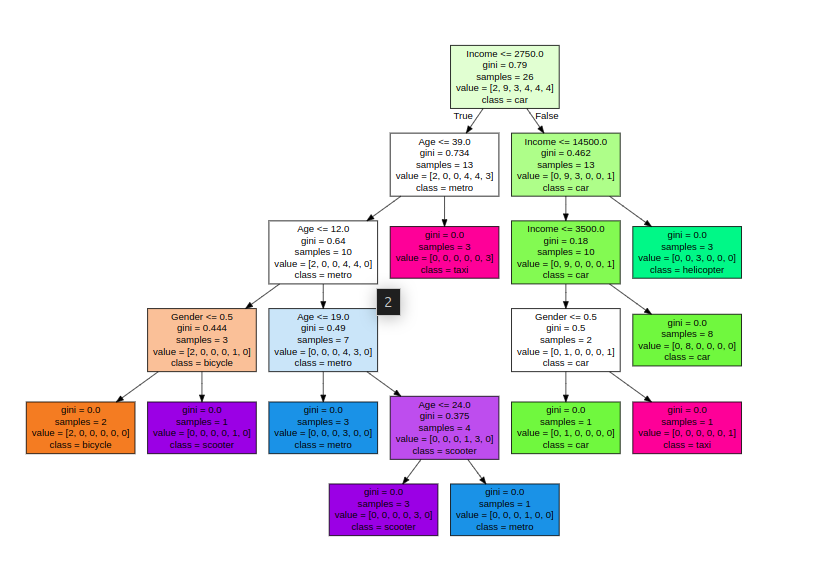 Income <= 2750.0
gini = 0.79
samples = 26
value = [2, 9, 3, 4, 4, 4]
class = car
True
False
Age <= 39.0
gini = 0.734
samples = 13
value = [2, 0, 0, 4, 4, 3]
class = metro
Income <= 14500.0
gini = 0.462
samples = 13
value = [0, 9, 3, 0, 0, 1]
class = car
Age <= 12.0
gini = 0.64
samples = 10
value = [2, 0, 0, 4, 4, 0]
class = metro
gini = 0.0
samples = 3
value = [0, 0, 0, 0, 0, 3]
class = taxi
Income <= 3500.0
gini = 0.18
samples = 10
value = [0, 9, 0, 0, 0, 1]
class = car
gini = 0.0
samples = 3
value = [0, 0, 3, 0, 0, 0]
class = helicopter
2
Gender <= 0.5
gini = 0.444
samples = 3
value = [2, 0, 0, 0, 1, 0]
class = bicycle
Age <= 19.0
gini = 0.49
samples = 7
value = [0, 0, 0, 4, 3, 0]
class = metro
Gender <= 0.5
gini = 0.5
samples = 2
value = [0, 1, 0, 0, 0, 1]
class = car
gini = 0.0
samples = 8
value = [0, 8, 0, 0, 0, 0]
class = car
gini = 0.0
samples = 2
value = [2, 0, 0, 0, 0, 0]
class = bicycle
gini = 0.0
samples = 1
value = [0, 0, 0, 0, 1, 0]
class = scooter
gini = 0.0
samples = 3
value = [0, 0, 0, 3, 0, 0]
class = metro
Age <= 24.0
gini = 0.375
samples = 4
value = [0, 0, 0, 1, 3, 0]
class = scooter
gini = 0.0
samples = 1
value = [0, 1, 0, 0, 0, 0]
class = car
gini = 0.0
samples = 1
value = [0, 0, 0, 0, 0, 1]
class = taxi
gini = 0.0
samples = 3
value = [0, 0, 0, 0, 3, 0]
class = scooter
gini = 0.0
samples = 1
value = [0, 0, 0, 1, 0, 0]
class = metro